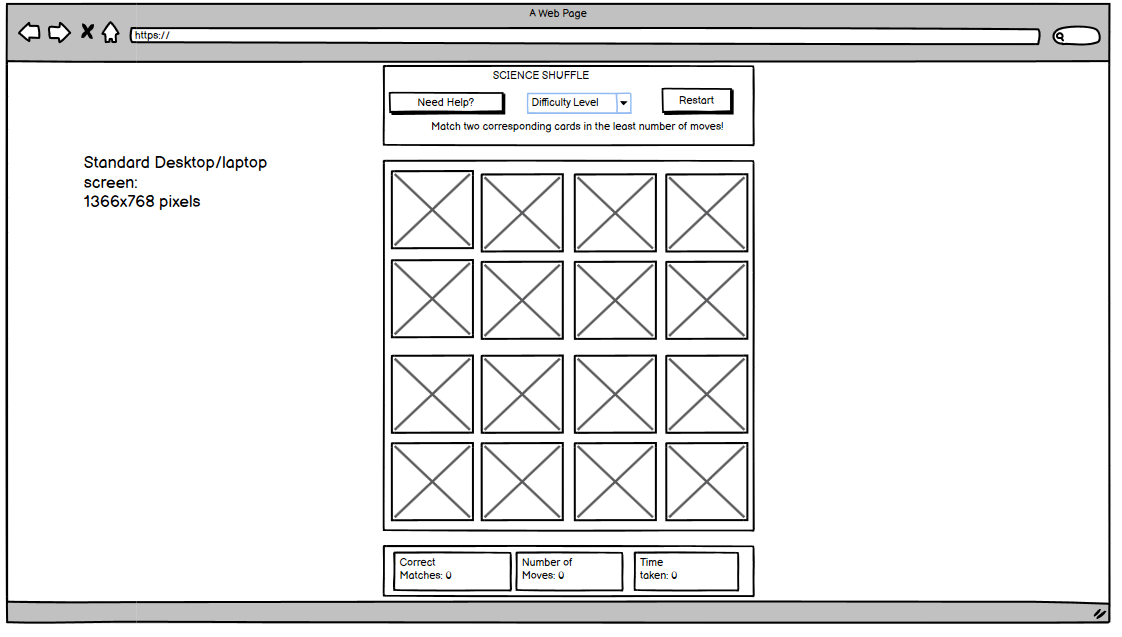 A Web Page
https://
SCIENCE SHUFFLE
Need Help?
Difficulty Level
Restart
Match two corresponding cards in the least number of moves!
Standard Desktop/laptop
screen:
1366x768 pixels
Correct
Matches: 0
Number of
Moves: 0
Time
taken: 0